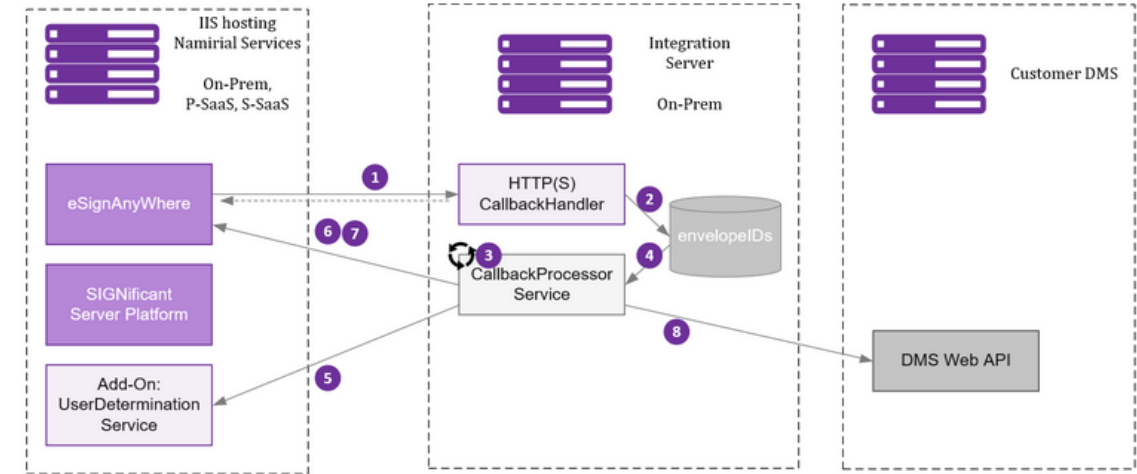 IIS hosting
Namirial Services
On-Prem,
P-SaaS, S-SaaS
Integration
Server
On-Prem
Customer DMS
eSignAnyWhere
1
HTTP(S)
CallbackHandler
2
envelopeIDs
6 7
3
4
CallbackProcessor
Service
SIGNificant
Server Platform
8
DMS Web API
5
Add-On:
UserDetermination
Service